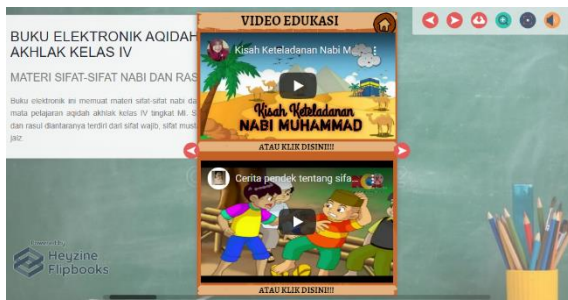 BUKU ELEKTRONIK AQIDAH
AKHLAK KELAS IV
MATERI SIFAT-SIFAT NABI DAN RAS
Buku elektronik ini memuat materi sifat-sifat nabi da
mata pelajaran aqidah akhlak kelas IV tingkat MI. S
dan rasul diantaranya terdiri dari sifat wajib, sifat must
jaiz
VIDEO EDUKASI
Kisah Keteladanan Nabi M
Kisah Keteladanan
NABI MUHAMMAD
ATAU KLIK DISINI!!!
Cerita pendek tentang sifa...
ATAU KLIK DISINI!!!
Powered by
Heyzine
Flipbooks